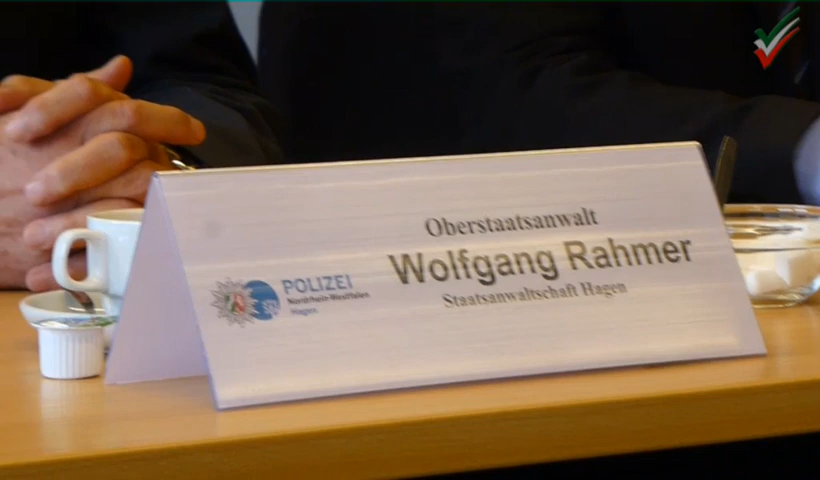 Oberstaatsanwalt
Wolfgang Rahmer
Staatsanwaltschaft Hagen
POLIZEI
Nordrhein-Westfalen
Hagen